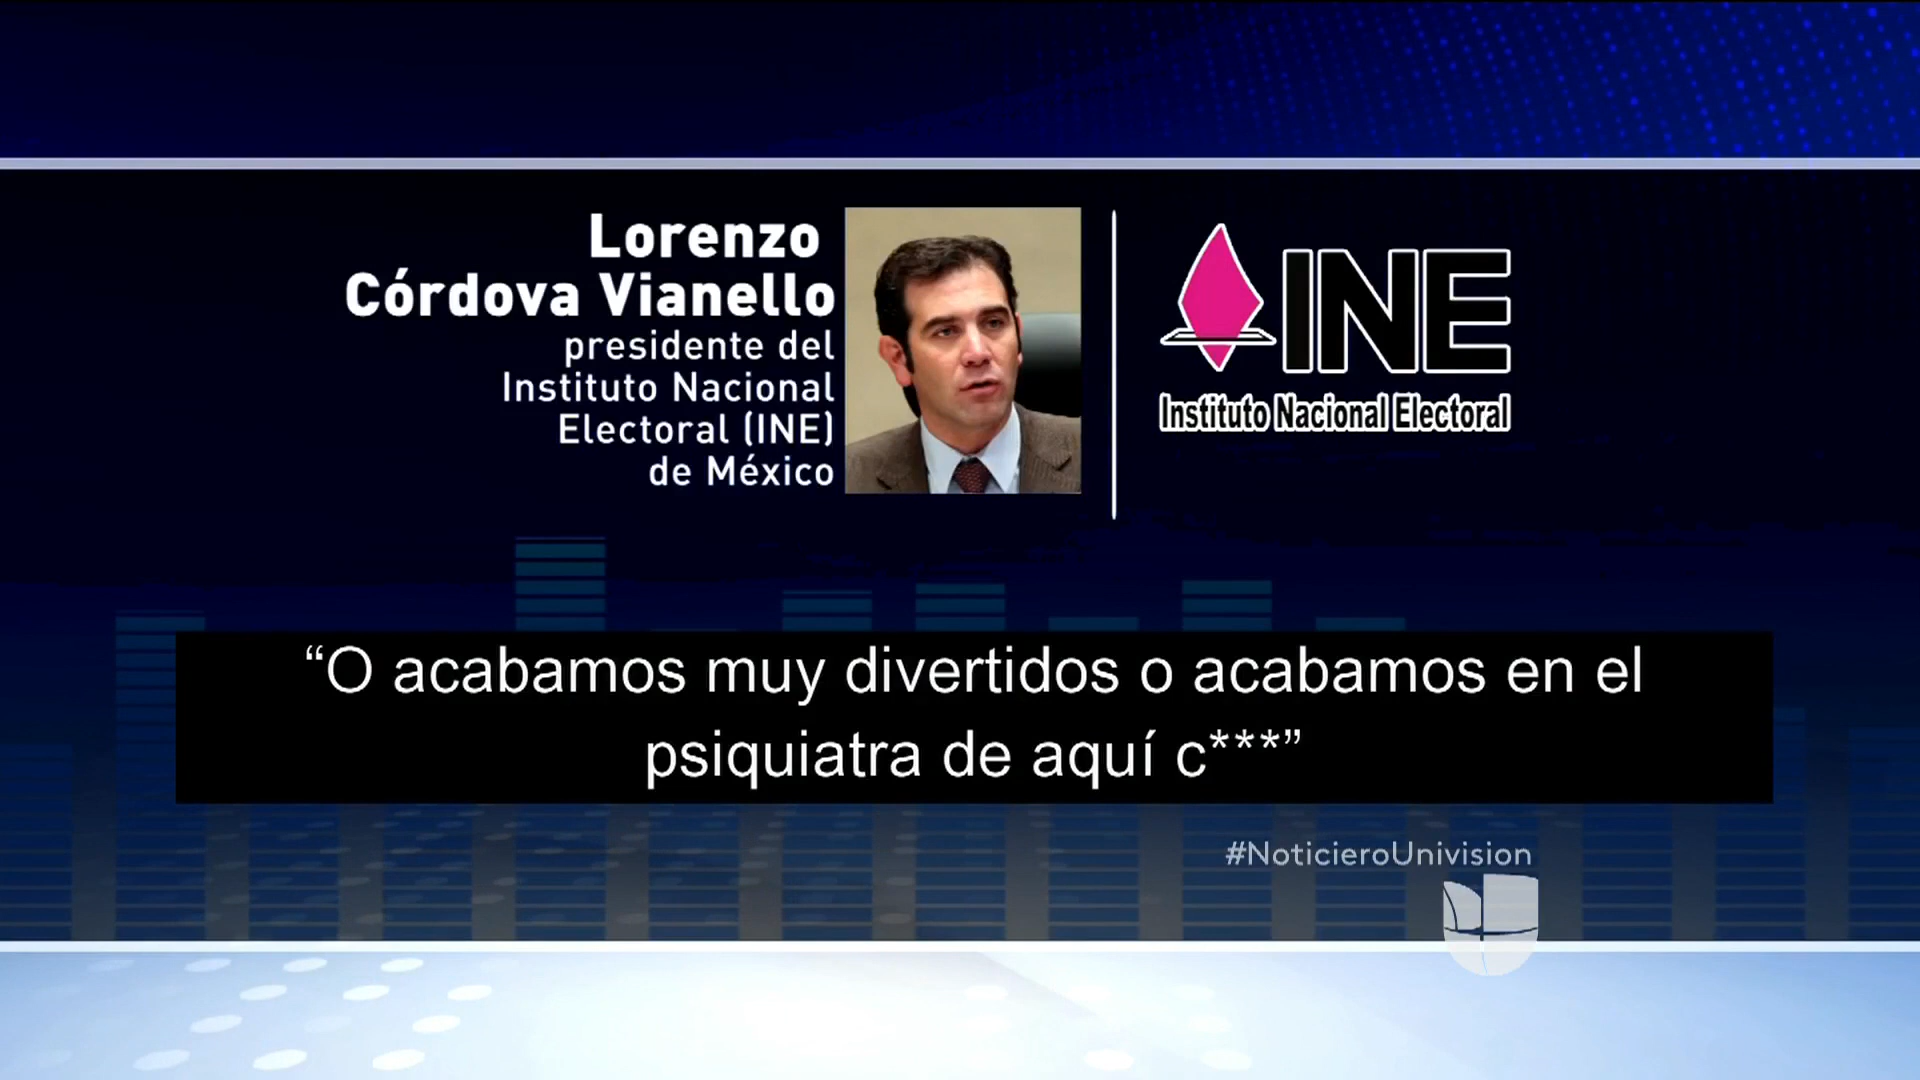 Lorenzo
Córdova Vianello
presidente del
Instituto Nacional
Electoral (INE)
de México
INE
Instituto Nacional Electoral
“O acabamos muy divertidos o acabamos en el
psiquiatra de aquí c***”
#NoticieroUnivision